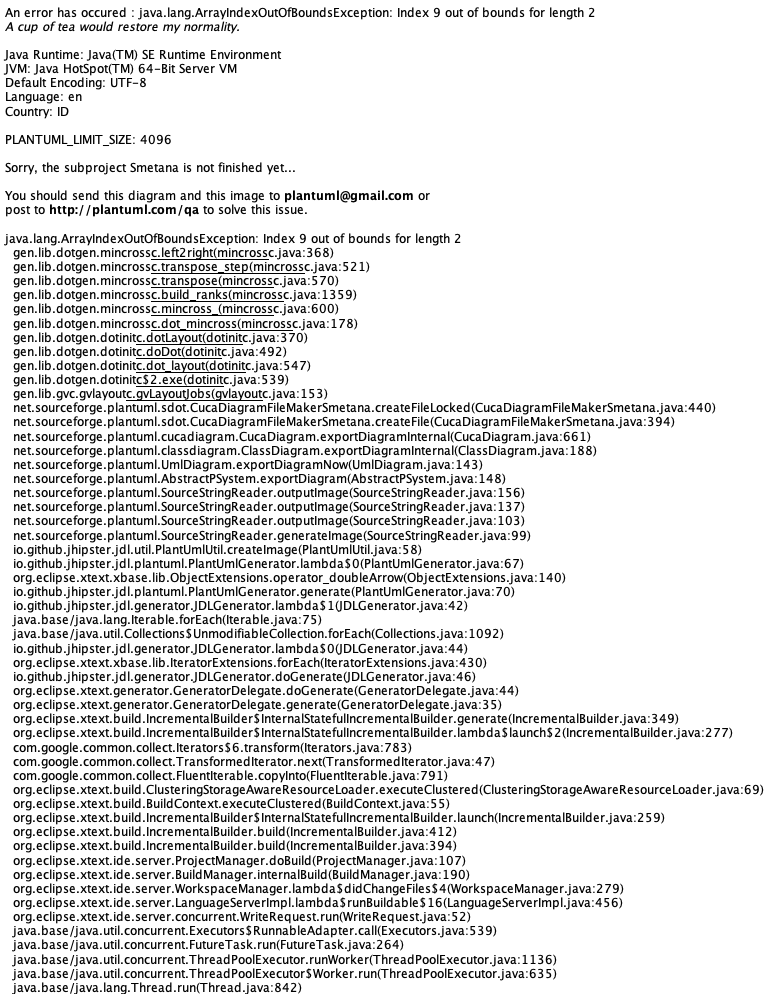 An error has occured : java.lang.ArrayIndexOutOfBoundsException: Index 9 out of bounds for length 2
A cup of tea would restore my normality.
Java Runtime: Java(TM) SE Runtime Environment
JVM: Java HotSpot(TM) 64-Bit Server VM
Default Encoding: UTF-8
Language: en
Country: ID
PLANTUML_LIMIT_SIZE: 4096
Sorry, the subproject Smetana is not finished yet...
You should send this diagram and this image to plantuml@gmail.com or
post to http://plantuml.com/qa to solve this issue.
java.lang.ArrayIndexOutOfBoundsException: Index 9 out of bounds for length 2
gen.lib.dotgen.mincrossc.left2right(mincrossc.java:368)
gen.lib.dotgen.mincrossc.transpose_step(mincrossc.java:521)
gen.lib.dotgen.mincrossc.transpose(mincrossc.java:570)
gen.lib.dotgen.mincrossc.build_ranks(mincrossc.java:1359)
gen.lib.dotgen.mincrossc.mincross_(mincrossc.java:600)
gen.lib.dotgen.mincrossc.dot_mincross(mincrossc.java:178)
gen.lib.dotgen.dotinitc.dotLayout(dotinitc.java:370)
gen.lib.dotgen.dotinitc.doDot(dotinitc.java:492)
gen.lib.dotgen.dotinitc.dot_layout(dotinitc.java:547)
gen.lib.dotgen.dotinitc$2.exe(dotinitc.java:539)
gen.lib.gvc.gvlayoutc.gvLayoutJobs(gvlayoutc.java:153)
net.sourceforge.plantuml.sdot.CucaDiagramFileMakerSmetana.createFileLocked(CucaDiagramFileMakerSmetana.java:440)
net.sourceforge.plantuml.sdot.CucaDiagramFileMakerSmetana.createFile(CucaDiagramFileMakerSmetana.java:394)
net.sourceforge.plantuml.cucadiagram.CucaDiagram.exportDiagramInternal(CucaDiagram.java:661)
net.sourceforge.plantuml.classdiagram.ClassDiagram.exportDiagramInternal(ClassDiagram.java:188)
net.sourceforge.plantuml.UmlDiagram.exportDiagramNow(UmlDiagram.java:143)
net.sourceforge.plantuml.AbstractPSystem.exportDiagram(AbstractPSystem.java:148)
net.sourceforge.plantuml.SourceStringReader.outputImage(SourceStringReader.java:156)
net.sourceforge.plantuml.SourceStringReader.outputImage(SourceStringReader.java:137)
net.sourceforge.plantuml.SourceStringReader.outputImage(SourceStringReader.java:103)
net.sourceforge.plantuml.SourceStringReader.generateImage(SourceStringReader.java:99)
io.github.jhipster.jdl.util.PlantUmlUtil.createImage(PlantUmlUtil.java:58)
io.github.jhipster.jdl.plantuml.PlantUmlGenerator.lambda$0(PlantUmlGenerator.java:67)
org.eclipse.xtext.xbase.lib.ObjectExtensions.operator_doubleArrow(ObjectExtensions.java:140)
io.github.jhipster.jdl.plantuml.PlantUmlGenerator.generate(PlantUmlGenerator.java:70)
io.github.jhipster.jdl.generator.JDLGenerator.lambda$1(JDLGenerator.java:42)
java.base/java.lang.Iterable.forEach(Iterable.java:75)
java.base/java.util.Collections$UnmodifiableCollection.forEach(Collections.java:1092)
io.github.jhipster.jdl.generator.JDLGenerator.lambda$0(JDLGenerator.java:44)
org.eclipse.xtext.xbase.lib.IteratorExtensions.forEach(IteratorExtensions.java:430)
io.github.jhipster.jdl.generator.JDLGenerator.doGenerate(JDLGenerator.java:46)
org.eclipse.xtext.generator.GeneratorDelegate.doGenerate(GeneratorDelegate.java:44)
org.eclipse.xtext.generator.GeneratorDelegate.generate(GeneratorDelegate.java:35)
org.eclipse.xtext.build.IncrementalBuilder$InternalStatefulIncrementalBuilder.generate(IncrementalBuilder.java:349)
org.eclipse.xtext.build.IncrementalBuilder$InternalStatefulIncrementalBuilder.lambda$launch$2(IncrementalBuilder.java:277)
com.google.common.collect.Iterators$6.transform(Iterators.java:783)
com.google.common.collect.TransformedIterator.next(TransformedIterator.java:47)
com.google.common.collect.FluentIterable.copyInto(FluentIterable.java:791)
org.eclipse.xtext.build.ClusteringStorageAwareResourceLoader.executeClustered(ClusteringStorageAwareResourceLoader.java:69)
org.eclipse.xtext.build.BuildContext.executeClustered(BuildContext.java:55)
org.eclipse.xtext.build.IncrementalBuilder$InternalStatefulIncrementalBuilder.launch(IncrementalBuilder.java:259)
org.eclipse.xtext.build.IncrementalBuilder.build(IncrementalBuilder.java:412)
org.eclipse.xtext.build.IncrementalBuilder.build(IncrementalBuilder.java:394)
org.eclipse.xtext.ide.server.ProjectManager.doBuild(ProjectManager.java:107)
org.eclipse.xtext.ide.server.BuildManager.internalBuild(BuildManager.java:190)
org.eclipse.xtext.ide.server.WorkspaceManager.lambda$didChangeFiles$4(WorkspaceManager.java:279)
org.eclipse.xtext.ide.server.LanguageServerImpl.lambda$runBuildable$16(LanguageServerImpl.java:456)
org.eclipse.xtext.ide.server.concurrent.WriteRequest.run(WriteRequest.java:52)
java.base/java.util.concurrent.Executors$RunnableAdapter.call(Executors.java:539)
java.base/java.util.concurrent.FutureTask.run(FutureTask.java:264)
java.base/java.util.concurrent.ThreadPoolExecutor.runWorker(ThreadPoolExecutor.java:1136)
java.base/java.util.concurrent.ThreadPoolExecutor$Worker.run(ThreadPoolExecutor.java:635)
java.base/java.lang.Thread.run(Thread.java:842)